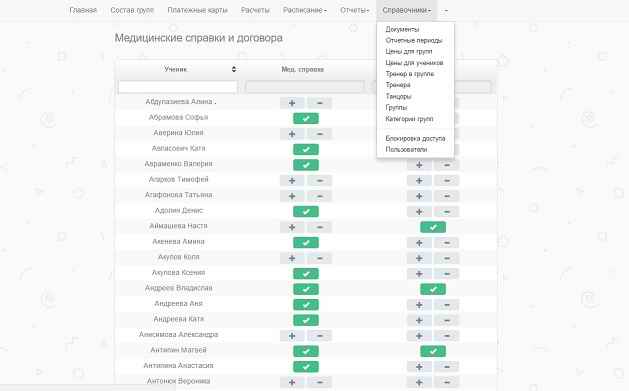 Главная Состав групп Платежные карты Расчеты Расписание Отчеты Справочники
Медицинские справки и договора
Документы
Отчетные периоды
Цены для групп
Цены для учеников
Тренер в группе
Тренера
Танцоры
Группы
Категории групп
Блокировка доступа
Пользователи
Ученик Мед. справка
Абдулазиева Алина .
Абрамова Софья
Аверина Юлия
Авласович Катя
Авраменко Валерия
Агарков Тимофей
Агафонова Татьяна
Адолин Денис
Аймашева Настя
Акенева Амина
Акулов Коля
Акулова Ксения
Андреев Владислав
Андреева Аня
Андреева Катя
Анисимова Александра
Антипин Матвей
Антипина Анастасия
Антонюк Вероника